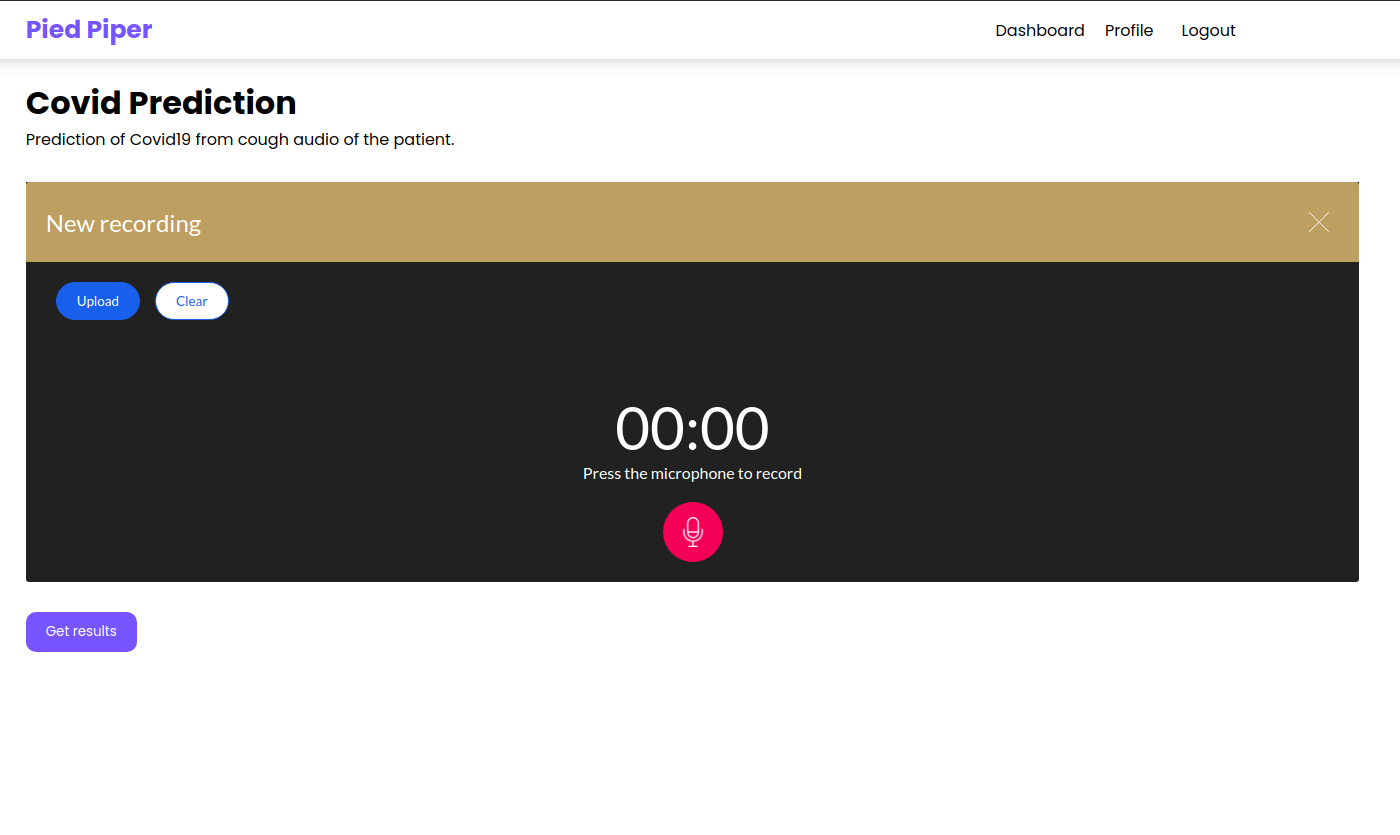 Pied Piper
Dashboard Profile Logout
Covid Prediction
Prediction of Covid19 from cough audio of the patient.
New recording
Upload Clear
00:00
Press the microphone to record
Get results